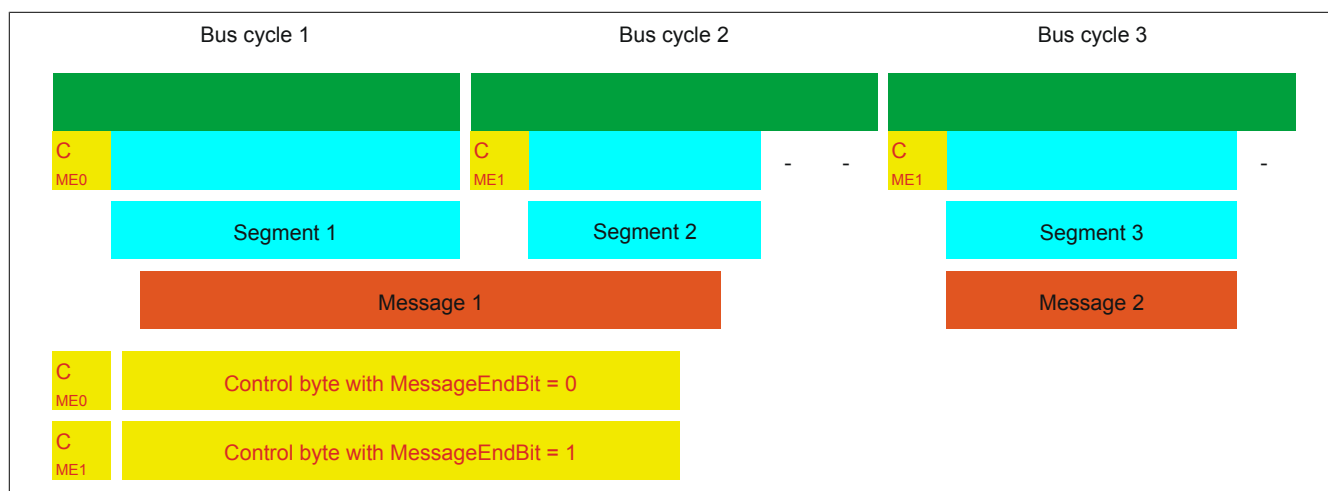 Bus cycle 1 Bus cycle 2 Bus cycle 3
C C - - C -
ME0 ME1 ME1
Segment 1 Segment 2 Segment 3
Message 1 Message 2
C
ME0 Control byte with MessageEndBit = 0
C
ME1 Control byte with MessageEndBit = 1